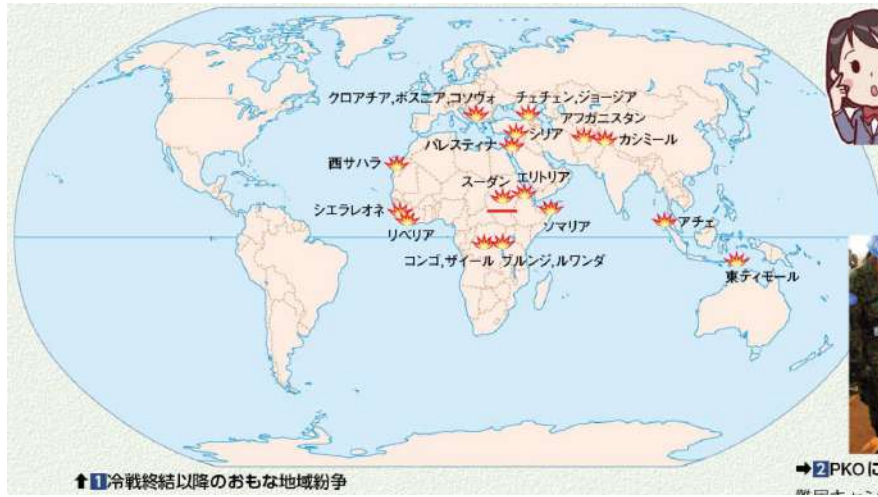 クロアチア,ボスニア,コソヴォ
チェチェン,ジョージア
アフガニスタン
シリア
カシミール
パレスティナ
西サハラ
スーダン
エリトリア
シエラレオネ
ソマリア
アチェ
リベリア
コンゴ,ザイール
ブルンジ,ルワンダ
東ティモール
⬆1冷戦終結以降のおもな地域紛争
➡2PKOに